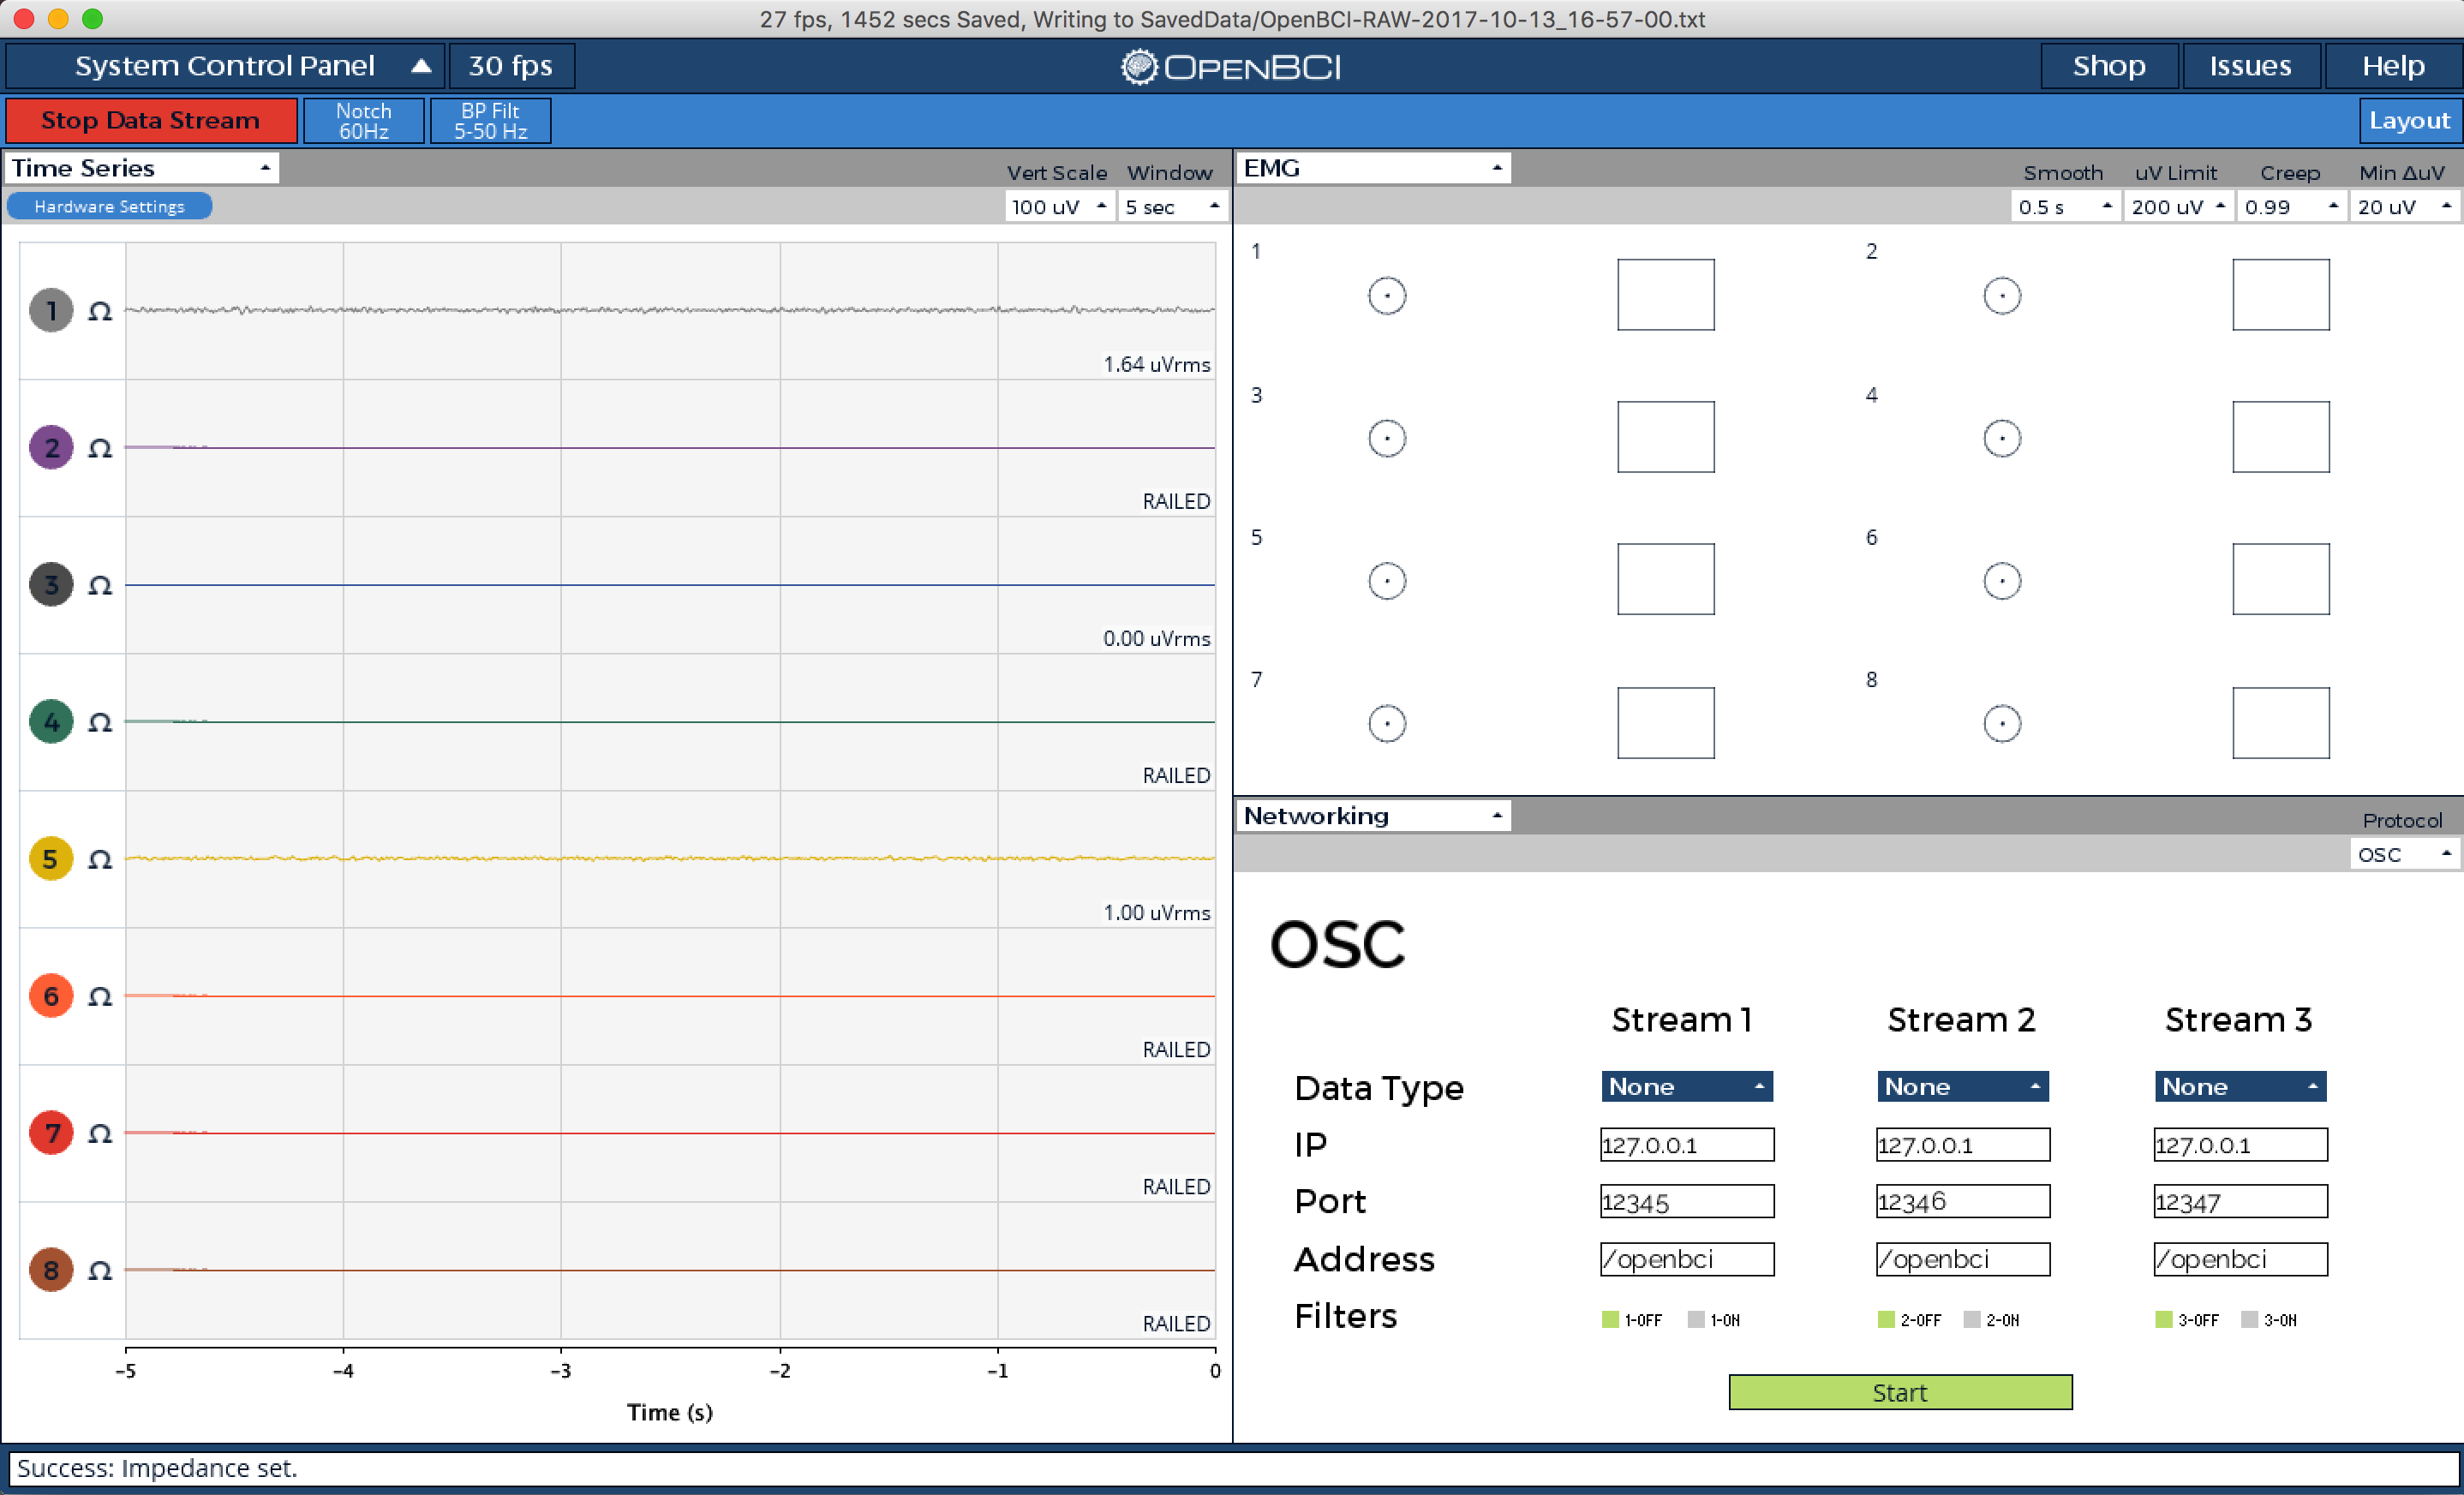 27 fps, 1452 secs Saved, Writing to SavedData/OpenBCI-RAW-2017-10-13_16-57-00.txt
System Control Panel 30 fps OPENBCI Shop Issues Help
Stop Data Stream Notch 60Hz BP Filt 5-50 Hz Layout
Time Series Vert Scale Window
Hardware Settings 100 uV 5 sec
1 Ω
1.64 uVrms
2 Ω
RAILED
3 Ω
0.00 uVrms
4 Ω
RAILED
5 Ω
1.00 uVrms
6 Ω
RAILED
7 Ω
RAILED
8 Ω
RAILED
-5 -4 -3 -2 -1 0
Time (s)
EMG Smooth uV Limit Creep Min ΔuV
0.5 s 200 uV 0.99 20 uV
1 2
3 4
5 6
7 8
Networking Protocol
OSC
OSC
Stream 1 Stream 2 Stream 3
Data Type None None None
IP 127.0.0.1 127.0.0.1 127.0.0.1
Port 12345 12346 12347
Address /openbci /openbci /openbci
Filters 1-OFF 1-ON 2-OFF 2-ON 3-OFF 3-ON
Start
Success: Impedance set.